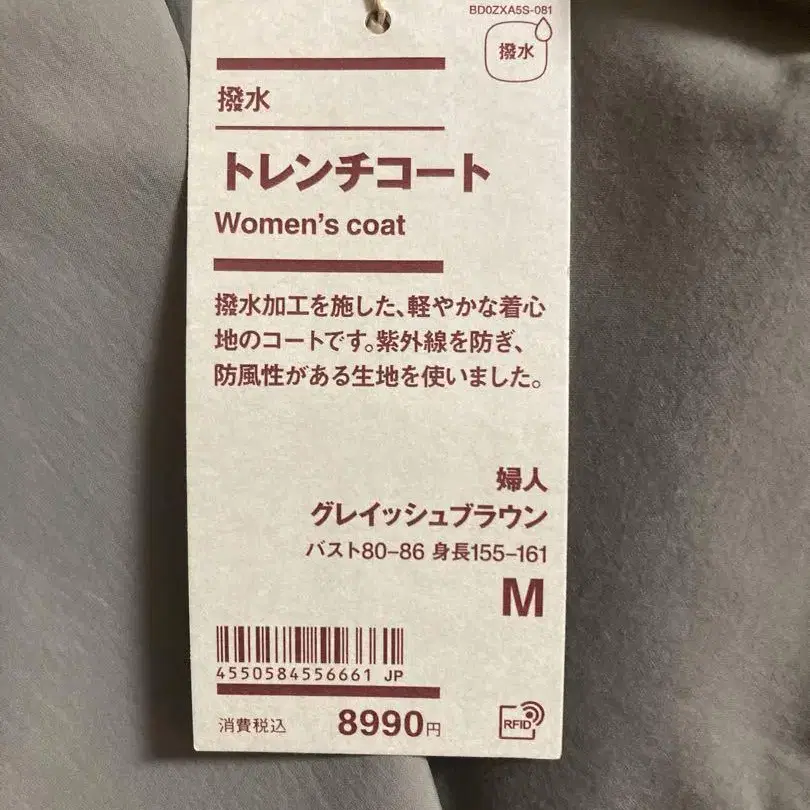 BD0ZXA5S-081
撥水
撥水
トレンチコート
Women's coat
撥水加工を施した、軽やかな着心
地のコートです。紫外線を防ぎ、
防風性がある生地を使いました。
婦人
グレイッシュブラウン
バスト80-86 身長155-161
M
4550584556661 JP
消費税込 8990円
RFID